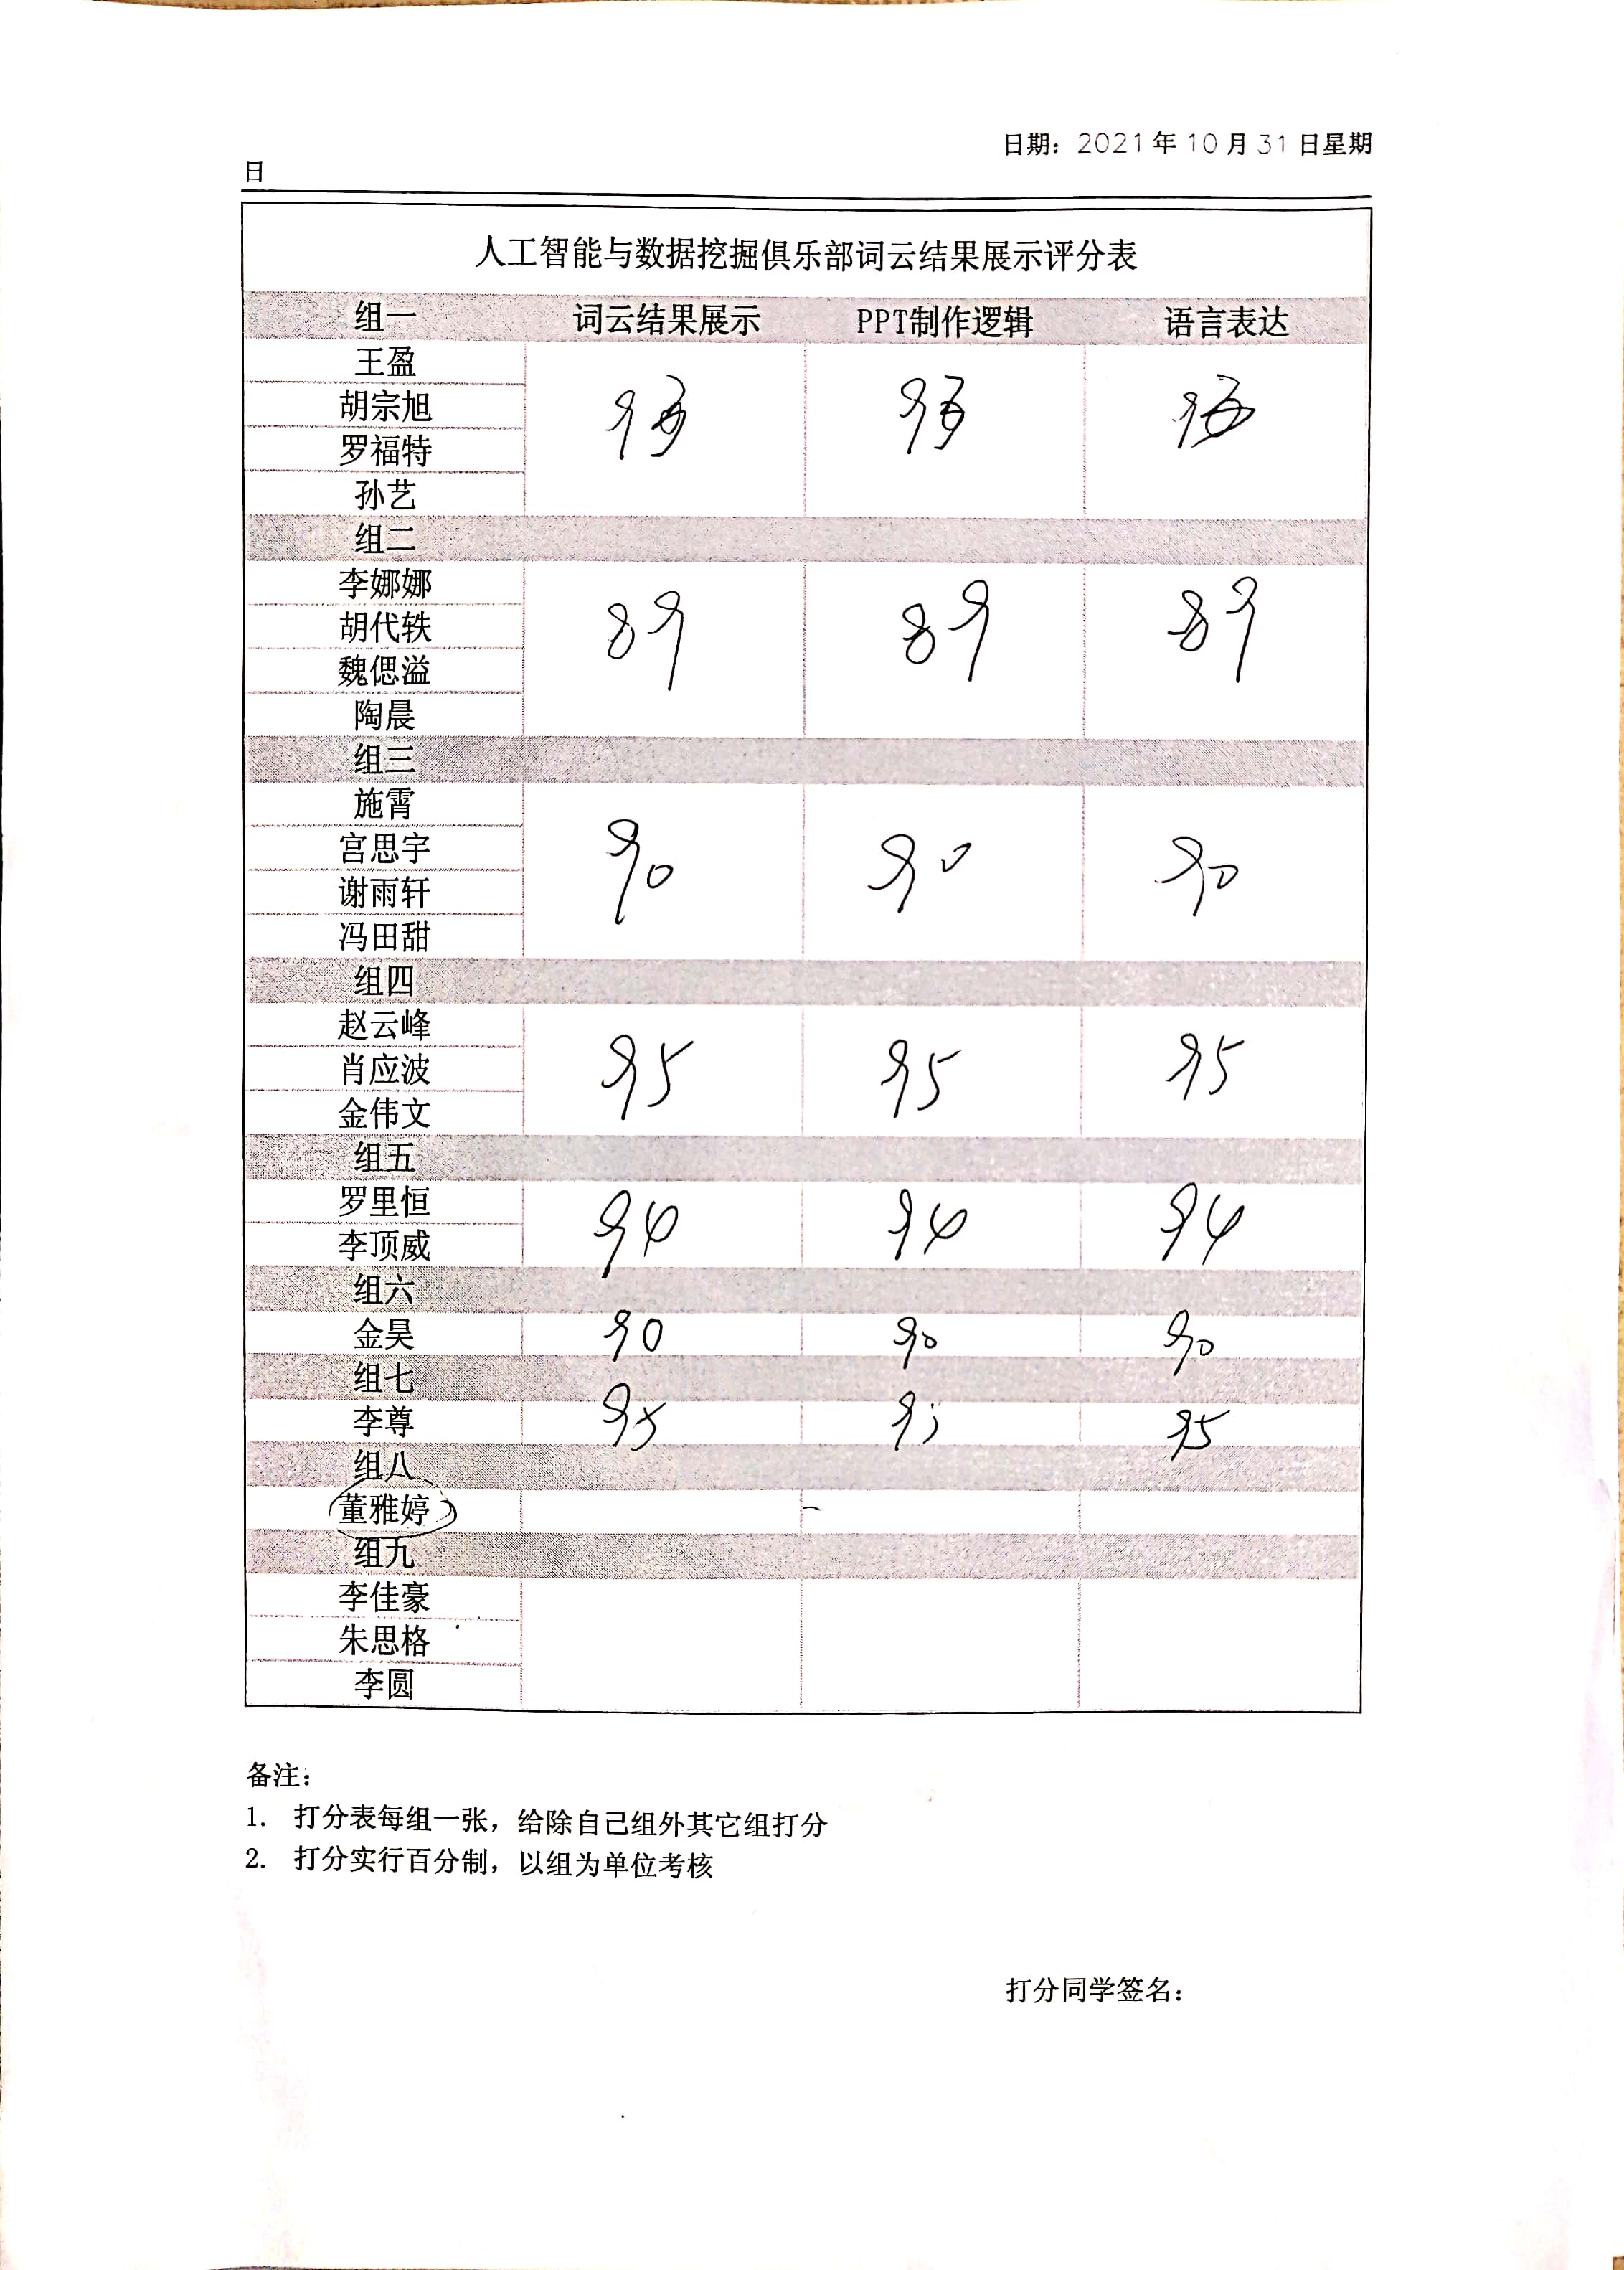 日期：2021年10月31日星期
日
人工智能与数据挖掘俱乐部词云结果展示评分表
组一 词云结果展示 PPT制作逻辑 语言表达
王盈
胡宗旭
罗福特
孙艺
组二
李娜娜
胡代轶
魏偲溢
陶晨
89 89 89
组三
施霄
宫思宇
谢雨轩
冯田甜
90 90 90
组四
赵云峰
肖应波
金伟文
95 95 95
组五
罗里恒
李顶威
94 94 94
组六
金昊 90 90 90
组七
李尊 95 95 95
组八
董雅婷
组九
李佳豪
朱思格
李圆
备注：
1. 打分表每组一张，给除自己组外其它组打分
2. 打分实行百分制，以组为单位考核
打分同学签名：